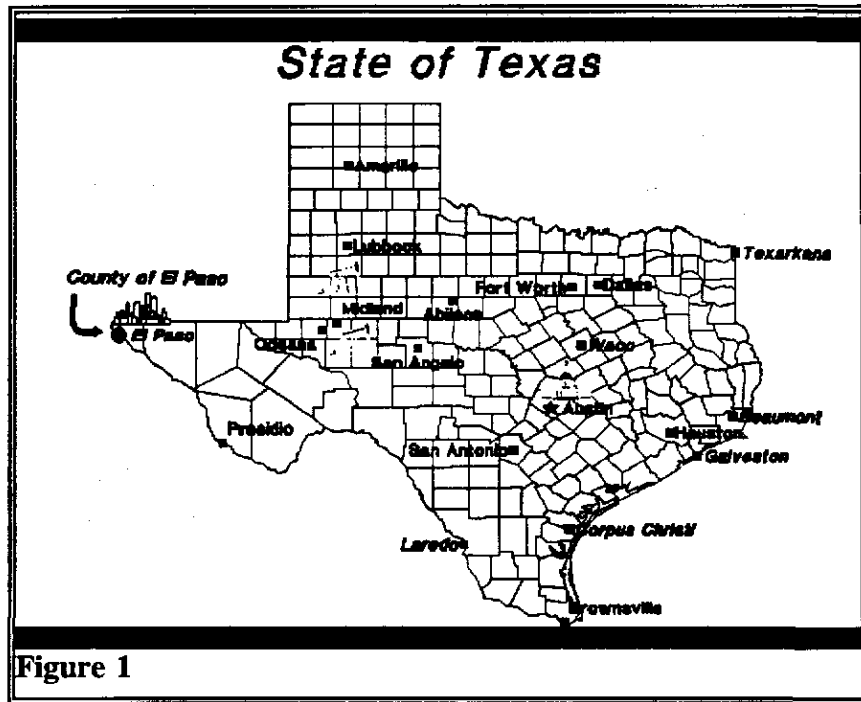 State of Texas
Amarillo
Lubbock
Texarkana
County of El Paso
Fort Worth
Dallas
Midland
Abilene
El Paso
Odessa
Waco
San Angelo
Austin
Beaumont
Presidio
Houston
San Antonio
Galveston
Corpus Christi
Laredo
Brownsville
Figure 1